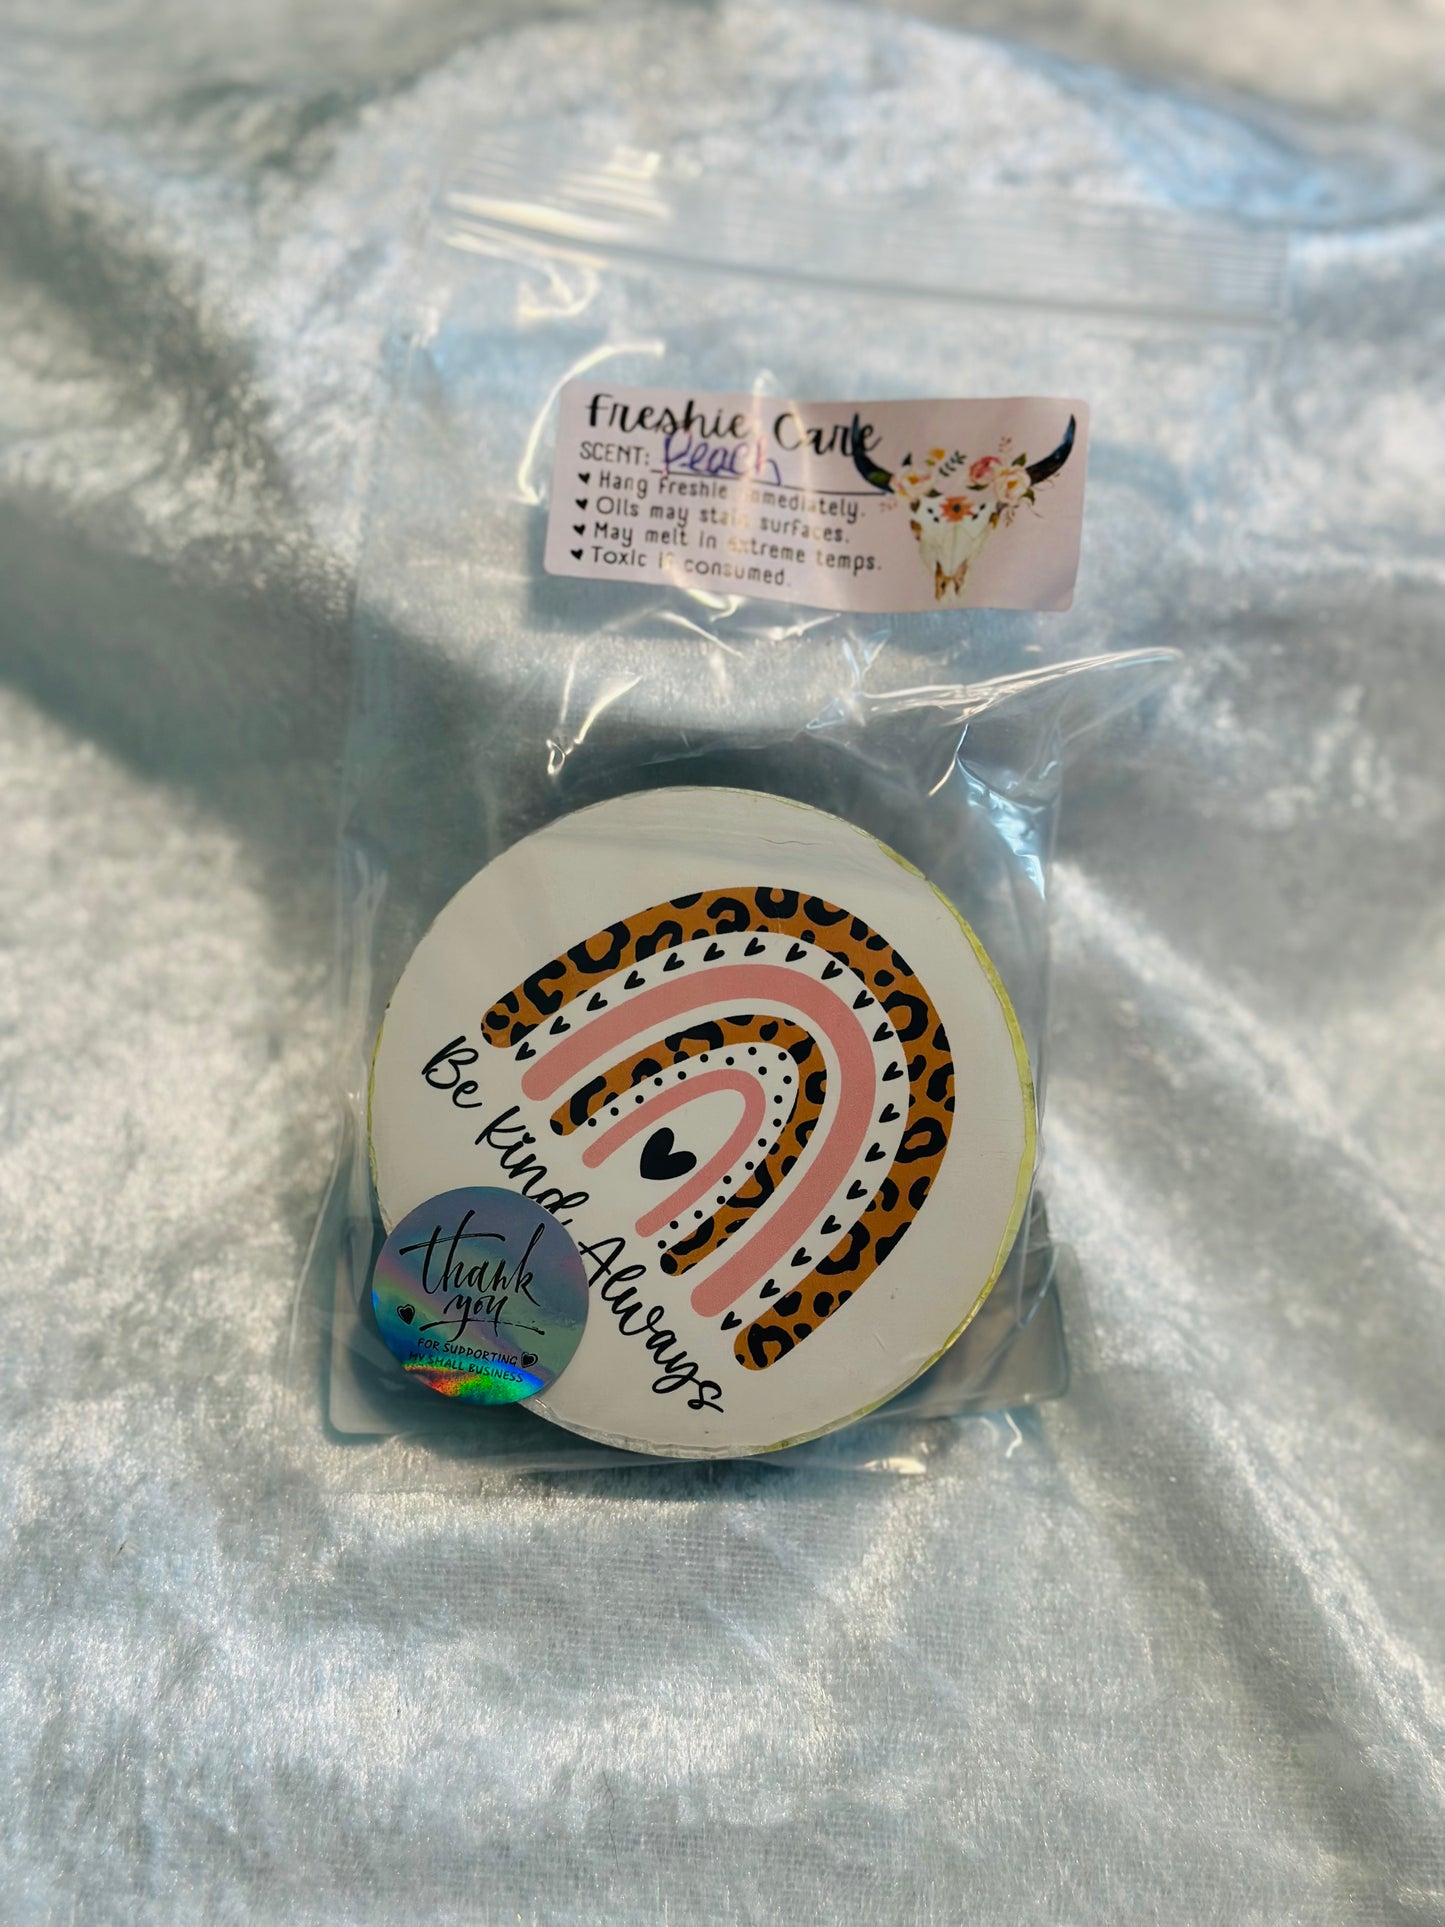 Freshie Care
SCENT: Peach
Hang freshie immediately.
Oils may stain surfaces.
May melt in extreme temps.
Toxic if consumed.
Be Kind Always
thank
you
FOR SUPPORTING
MY SMALL BUSINESS